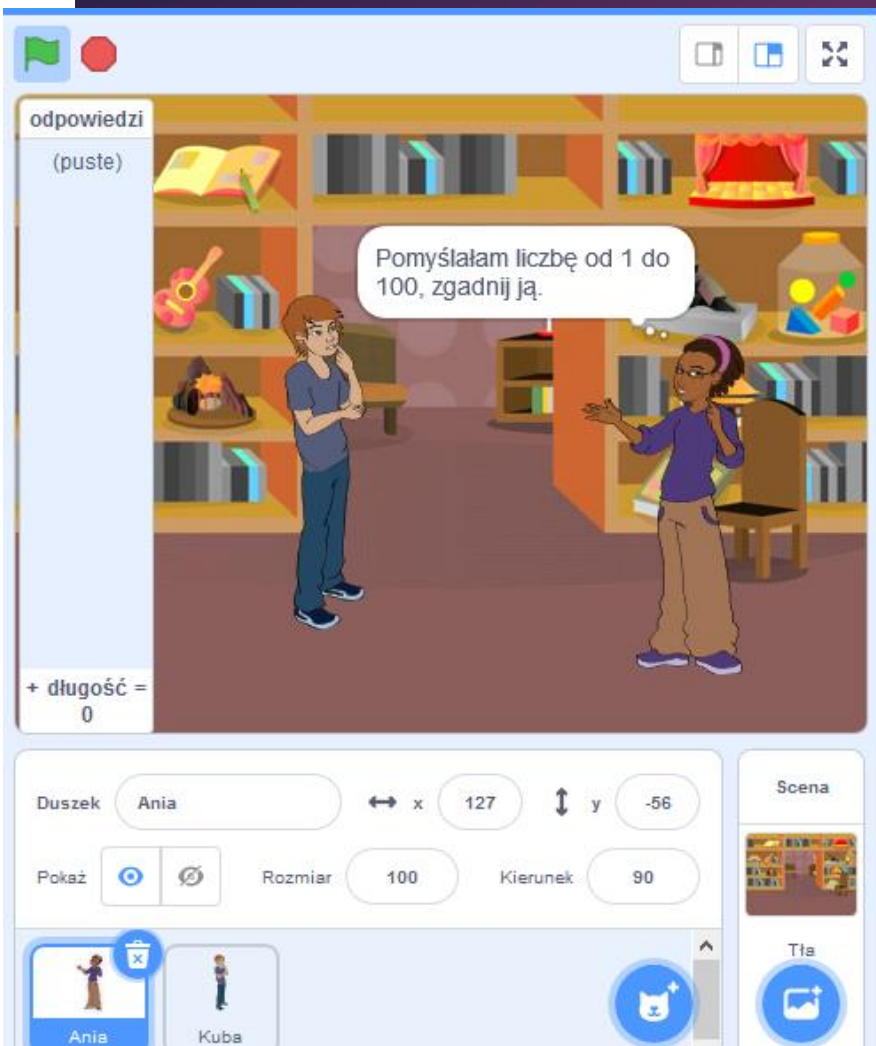 odpowiedzi
(puste)
+ długość =
0
Pomyślałam liczbę od 1 do
100, zgadnij ją.
Duszek Ania x 127 y -56
Pokaż Rozmiar 100 Kierunek 90
Ania
Kuba
Scena
Tła